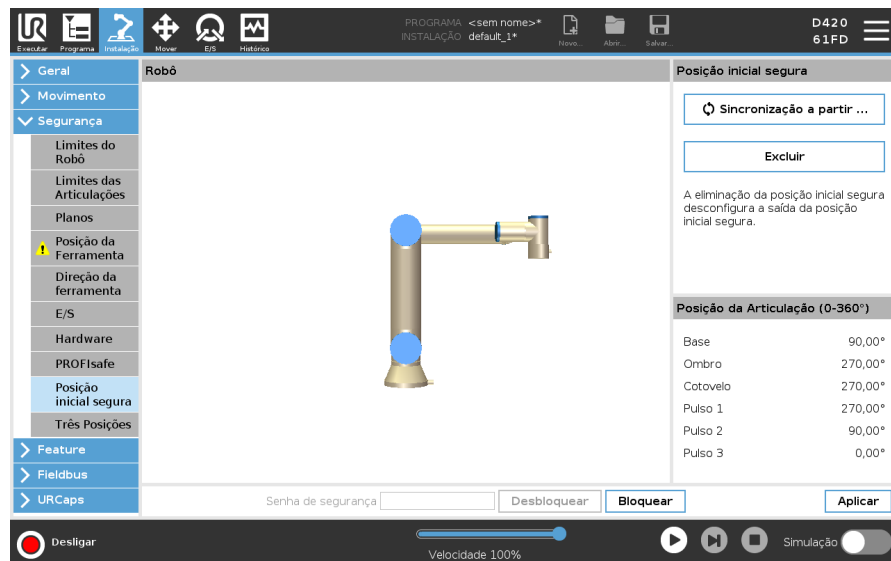 UR
PROGRAMA <sem nome>*
INSTALAÇÃO default_1*
D420
61FD
Executar Programa Instalação Mover E/S Histórico
Novo... Abrir... Salvar...
Geral
Movimento
Segurança
Limites do
Robô
Limites das
Articulações
Planos
Posição da
Ferramenta
Direção da
ferramenta
E/S
Hardware
PROFIsafe
Posição
inicial segura
Três Posições
Feature
Fieldbus
URCaps
Robô
Senha de segurança Desbloquear Bloquear Aplicar
Posição inicial segura
Sincronização a partir ...
Excluir
A eliminação da posição inicial segura
desconfigura a saída da posição
inicial segura.
Posição da Articulação (0-360°)
Base 90,00°
Ombro 270,00°
Cotovelo 270,00°
Pulso 1 270,00°
Pulso 2 90,00°
Pulso 3 0,00°
Desligar
Velocidade 100%
Simulação